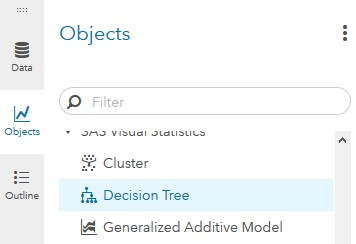 Objects
Data
Filter
Objects
SAS Visual Statistics
Cluster
Outline
Decision Tree
Generalized Additive Model